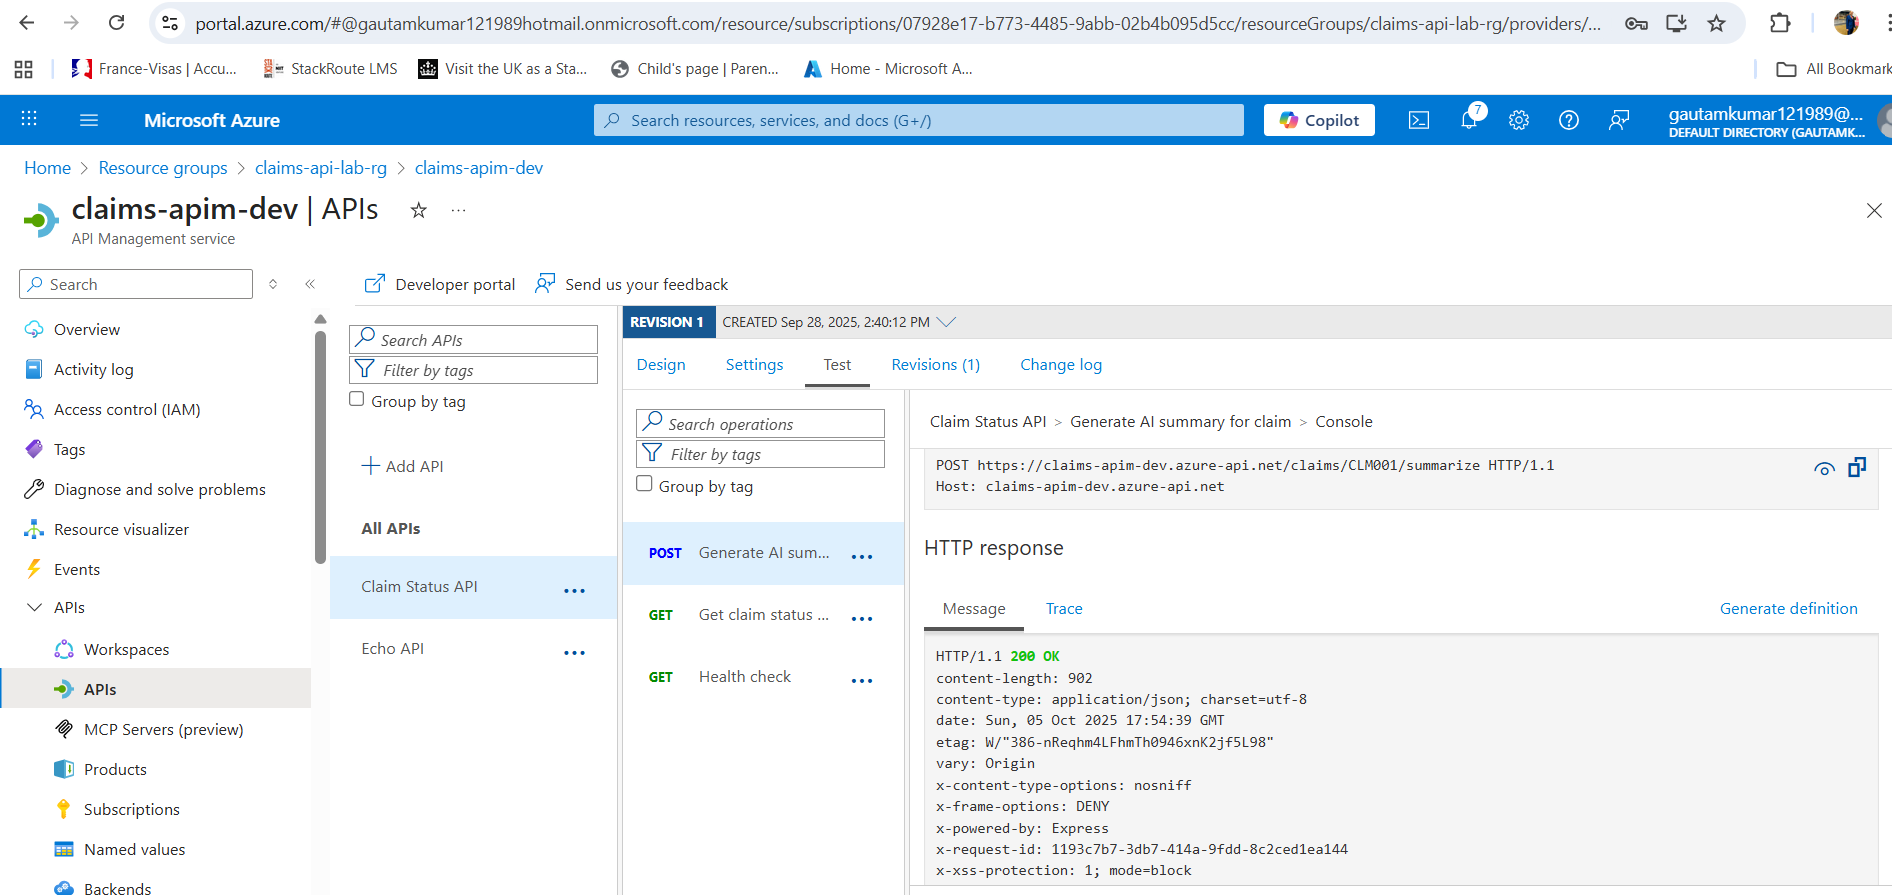 portal.azure.com/#@gautamkumar121989hotmail.onmicrosoft.com/resource/subscriptions/07928e17-b773-4485-9abb-02b4b095d5cc/resourceGroups/claims-api-lab-rg/providers/...
France-Visas | Accu...
StackRoute LMS
Visit the UK as a Sta...
Child's page | Paren...
Home - Microsoft A...
All Bookmark
Microsoft Azure
Search resources, services, and docs (G+/)
Copilot
7
gautamkumar121989@...
DEFAULT DIRECTORY (GAUTAMK...
Home > Resource groups > claims-api-lab-rg > claims-apim-dev
claims-apim-dev | APIs
API Management service
Search
Overview
Activity log
Access control (IAM)
Tags
Diagnose and solve problems
Resource visualizer
Events
APIs
Workspaces
APIs
MCP Servers (preview)
Products
Subscriptions
Named values
Backends
Developer portal
Send us your feedback
Search APIs
Filter by tags
Group by tag
Add API
All APIs
Claim Status API
Echo API
REVISION 1
CREATED Sep 28, 2025, 2:40:12 PM
Design
Settings
Test
Revisions (1)
Change log
Search operations
Filter by tags
Group by tag
POST Generate AI sum...
GET Get claim status ...
GET Health check
Claim Status API > Generate AI summary for claim > Console
POST https://claims-apim-dev.azure-api.net/claims/CLM001/summarize HTTP/1.1
Host: claims-apim-dev.azure-api.net
HTTP response
Message
Trace
Generate definition
HTTP/1.1 200 OK
content-length: 902
content-type: application/json; charset=utf-8
date: Sun, 05 Oct 2025 17:54:39 GMT
etag: W/"386-nReqhm4LFhmTh0946xnK2jf5L98"
vary: Origin
x-content-type-options: nosniff
x-frame-options: DENY
x-powered-by: Express
x-request-id: 1193c7b7-3db7-414a-9fdd-8c2ced1ea144
x-xss-protection: 1; mode=block